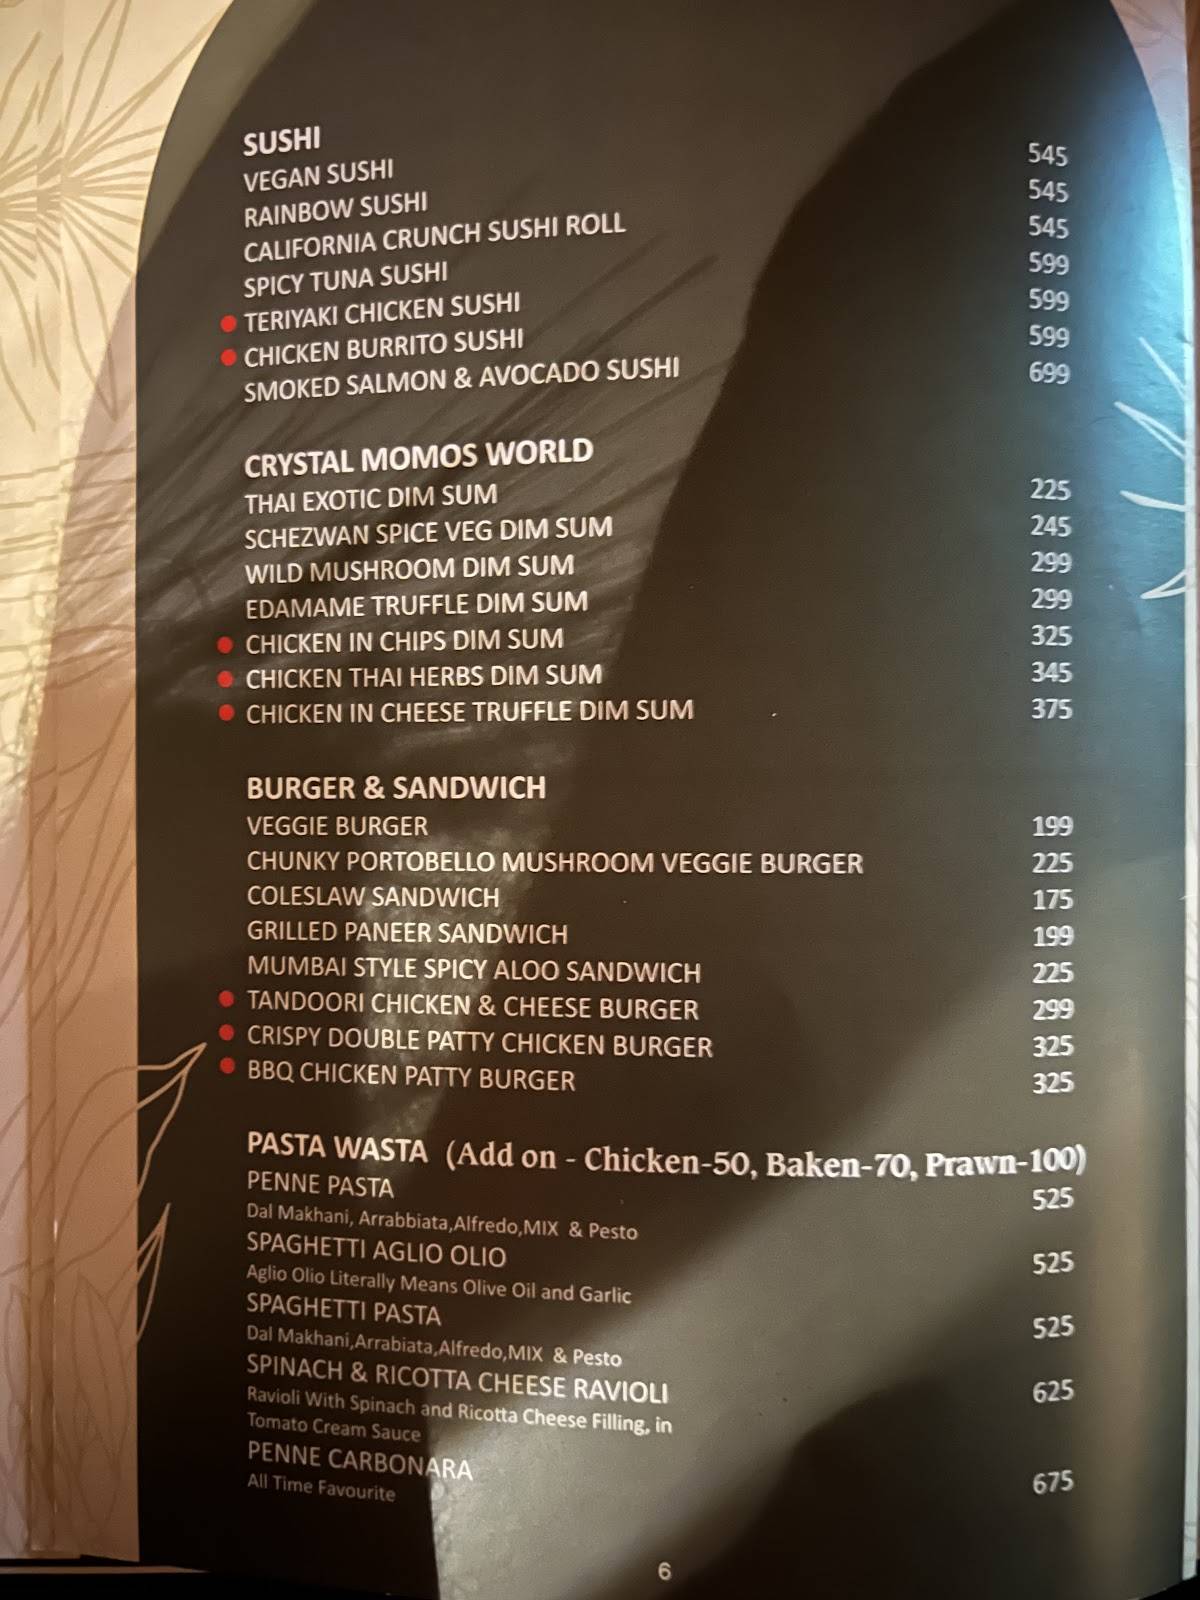 SUSHI
VEGAN SUSHI 545
RAINBOW SUSHI 545
CALIFORNIA CRUNCH SUSHI ROLL 545
SPICY TUNA SUSHI 599
TERIYAKI CHICKEN SUSHI 599
CHICKEN BURRITO SUSHI 599
SMOKED SALMON & AVOCADO SUSHI 699
CRYSTAL MOMOS WORLD
THAI EXOTIC DIM SUM 225
SCHEZWAN SPICE VEG DIM SUM 245
WILD MUSHROOM DIM SUM 299
EDAMAME TRUFFLE DIM SUM 299
CHICKEN IN CHIPS DIM SUM 325
CHICKEN THAI HERBS DIM SUM 345
CHICKEN IN CHEESE TRUFFLE DIM SUM 375
BURGER & SANDWICH
VEGGIE BURGER 199
CHUNKY PORTOBELLO MUSHROOM VEGGIE BURGER 225
COLESLAW SANDWICH 175
GRILLED PANEER SANDWICH 199
MUMBAI STYLE SPICY ALOO SANDWICH 225
TANDOORI CHICKEN & CHEESE BURGER 299
CRISPY DOUBLE PATTY CHICKEN BURGER 325
BBQ CHICKEN PATTY BURGER 325
PASTA WASTA (Add on - Chicken-50, Baken-70, Prawn-100)
PENNE PASTA 525
Dal Makhani, Arrabbiata,Alfredo,MIX & Pesto
SPAGHETTI AGLIO OLIO 525
Aglio Olio Literally Means Olive Oil and Garlic
SPAGHETTI PASTA 525
Dal Makhani,Arrabiata,Alfredo,MIX & Pesto
SPINACH & RICOTTA CHEESE RAVIOLI 625
Ravioli With Spinach and Ricotta Cheese Filling, in
Tomato Cream Sauce
PENNE CARBONARA 675
All Time Favourite
6